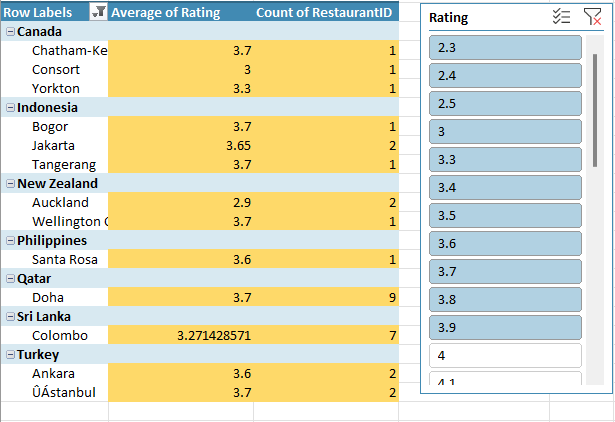 Row Labels Average of Rating Count of RestaurantID
Canada
Chatham-Ke 3.7 1
Consort 3 1
Yorkton 3.3 1
Indonesia
Bogor 3.7 1
Jakarta 3.65 2
Tangerang 3.7 1
New Zealand
Auckland 2.9 2
Wellington C 3.7 1
Philippines
Santa Rosa 3.6 1
Qatar
Doha 3.7 9
Sri Lanka
Colombo 3.271428571 7
Turkey
Ankara 3.6 2
ÛÁstanbul 3.7 2
Rating
2.3
2.4
2.5
3
3.3
3.4
3.5
3.6
3.7
3.8
3.9
4
4.1